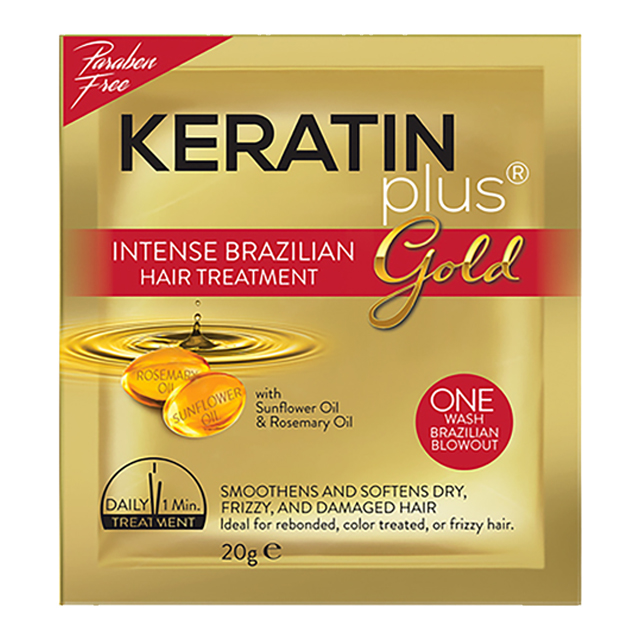 Paraben
Free
KERATIN
plus®
Gold
INTENSE BRAZILIAN
HAIR TREATMENT
ROSEMARY
OIL
SUNFLOWER
OIL
with
Sunflower Oil
& Rosemary Oil
ONE
WASH
BRAZILIAN
BLOWOUT
DAILY 1 Min.
TREATMENT
SMOOTHENS AND SOFTENS DRY,
FRIZZY, AND DAMAGED HAIR
Ideal for rebonded, color treated, or frizzy hair.
20g ℮